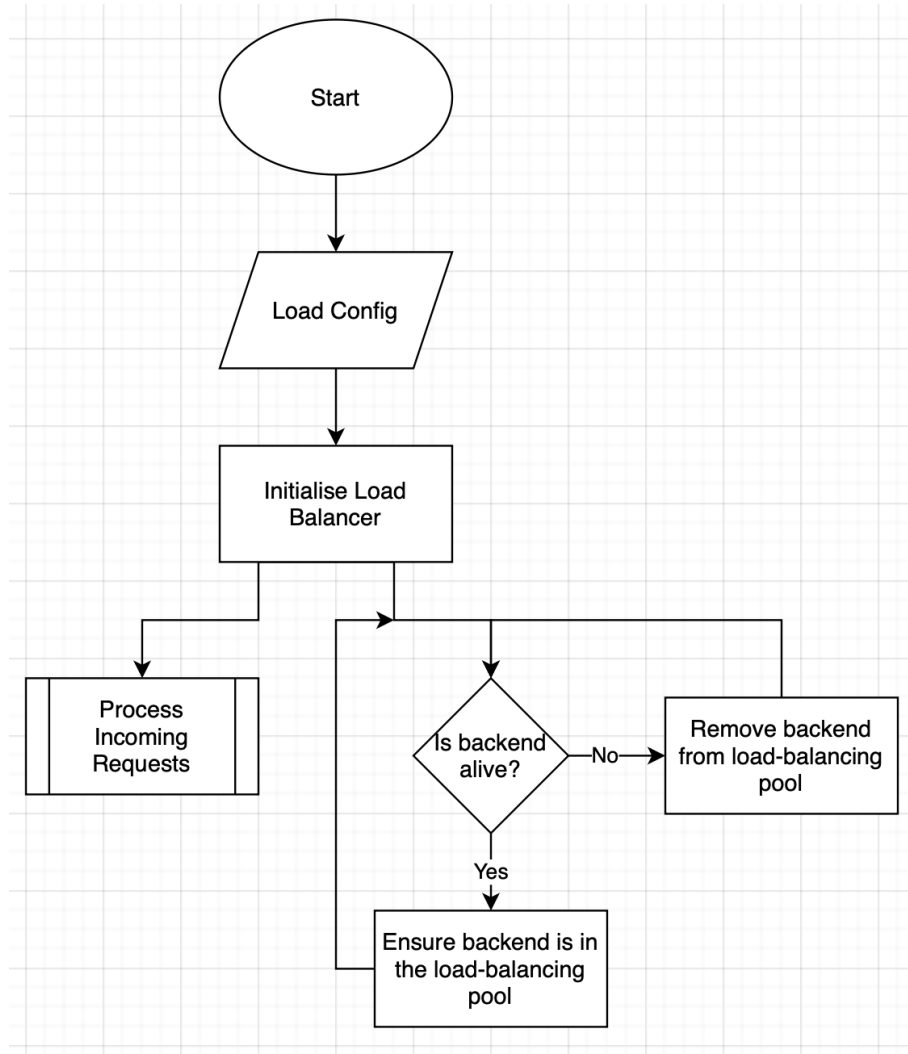 Start
Load Config
Initialise Load
Balancer
Process
Incoming
Requests
Is backend
alive?
No
Remove backend
from load-balancing
pool
Yes
Ensure backend is in
the load-balancing
pool